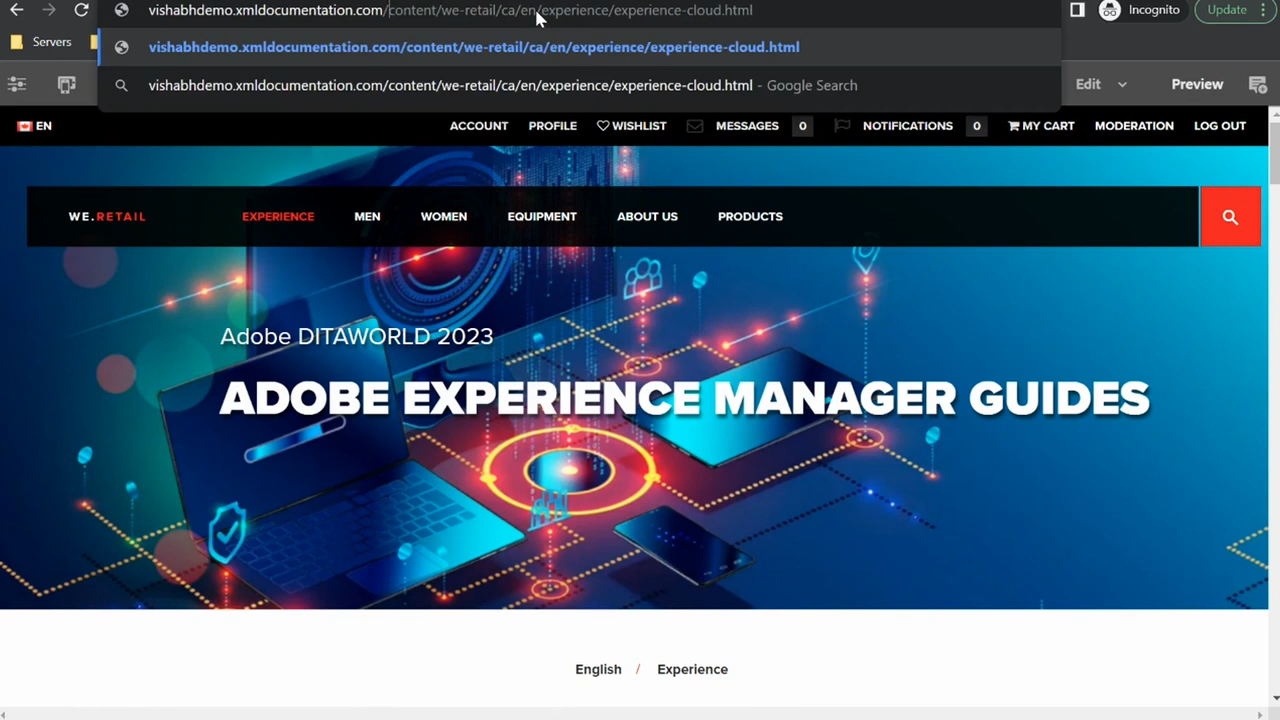 vishabhdemo.xmldocumentation.com/content/we-retail/ca/en/experience/experience-cloud.html
Incognito
Update
Servers
vishabhdemo.xmldocumentation.com/content/we-retail/ca/en/experience/experience-cloud.html
vishabhdemo.xmldocumentation.com/content/we-retail/ca/en/experience/experience-cloud.html - Google Search
Edit
Preview
EN
ACCOUNT PROFILE WISHLIST MESSAGES 0 NOTIFICATIONS 0 MY CART MODERATION LOG OUT
WE.RETAIL EXPERIENCE MEN WOMEN EQUIPMENT ABOUT US PRODUCTS
Adobe DITAWORLD 2023
ADOBE EXPERIENCE MANAGER GUIDES
English / Experience